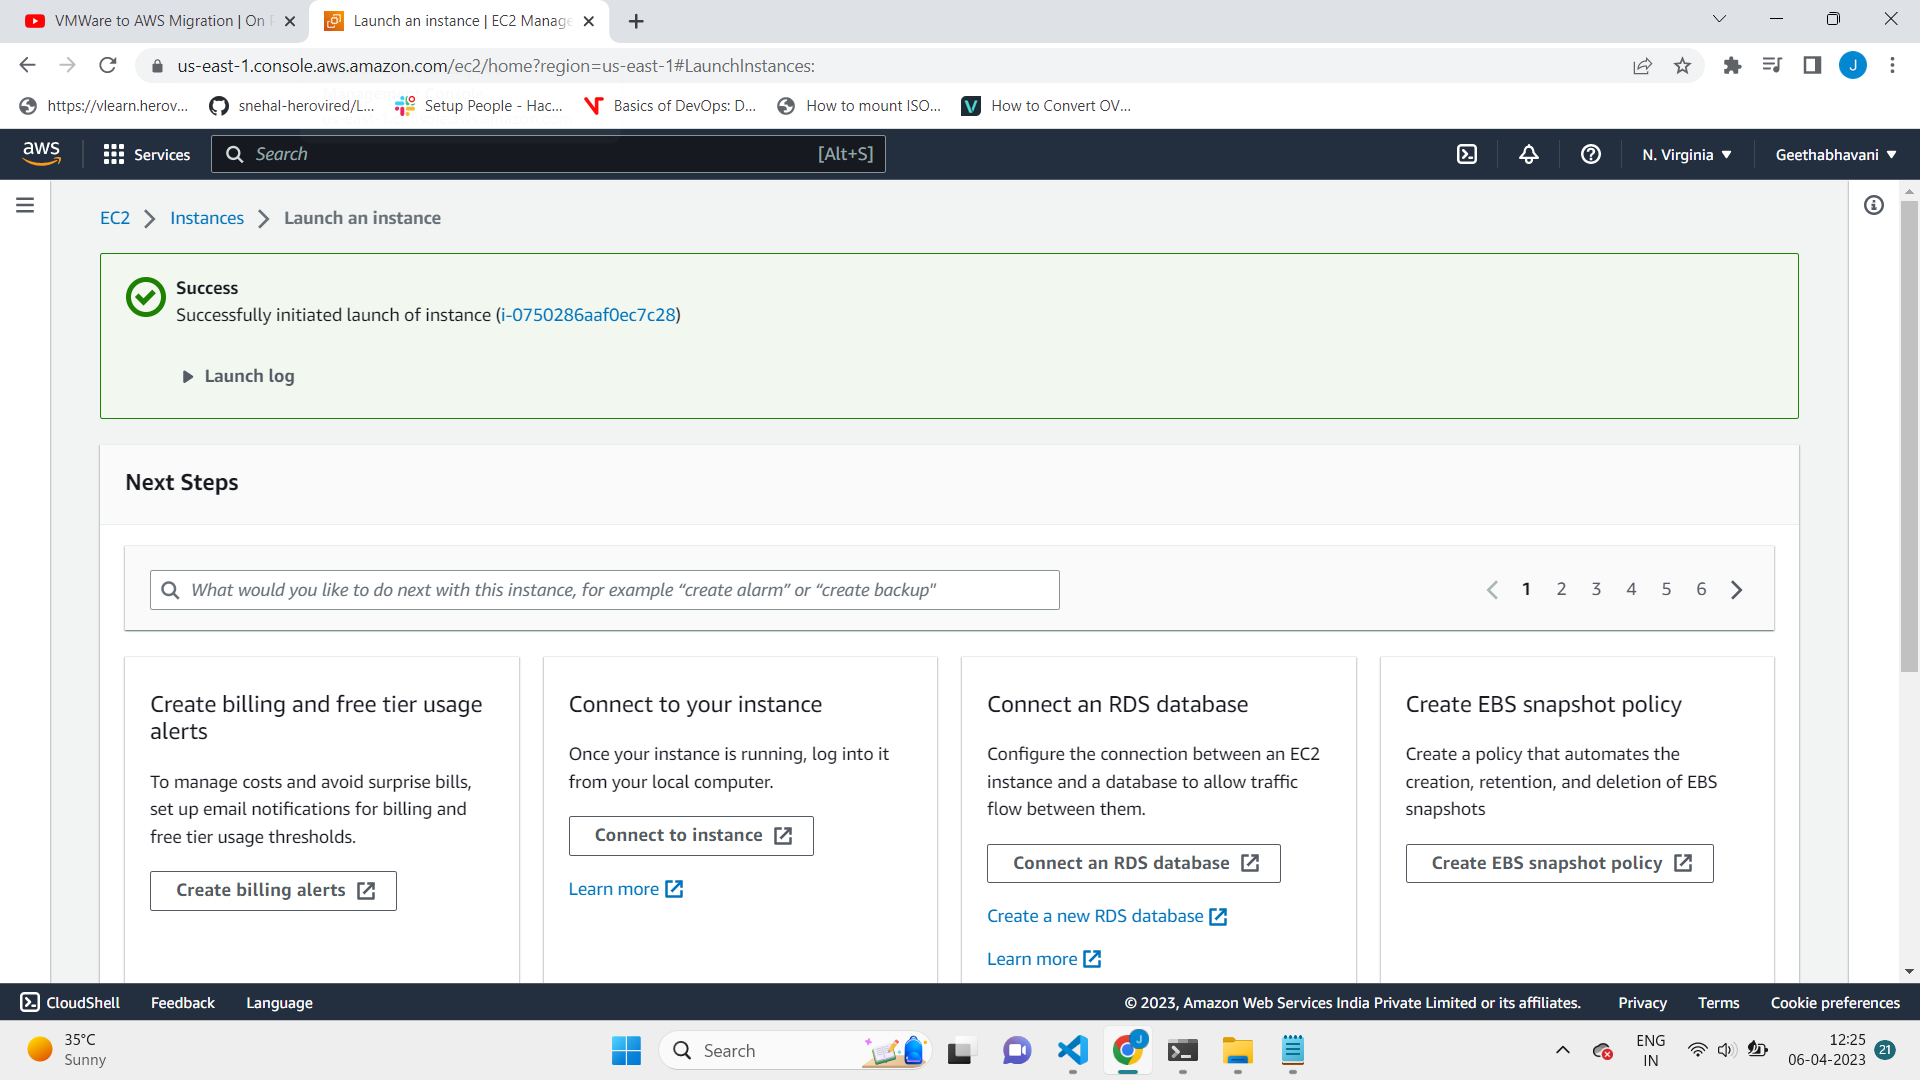 VMWare to AWS Migration | On
Launch an instance | EC2 Manage
us-east-1.console.aws.amazon.com/ec2/home?region=us-east-1#LaunchInstances:
J
https://vlearn.herov...
snehal-herovired/L...
Setup People - Hac...
Basics of DevOps: D...
How to mount ISO...
How to Convert OV...
aws
Services
Search
[Alt+S]
N. Virginia
Geethabhavani
EC2
Instances
Launch an instance
Success
Successfully initiated launch of instance (i-0750286aaf0ec7c28)
Launch log
Next Steps
What would you like to do next with this instance, for example “create alarm” or “create backup"
1 2 3 4 5 6
Create billing and free tier usage
alerts
To manage costs and avoid surprise bills,
set up email notifications for billing and
free tier usage thresholds.
Create billing alerts
Connect to your instance
Once your instance is running, log into it
from your local computer.
Connect to instance
Learn more
Connect an RDS database
Configure the connection between an EC2
instance and a database to allow traffic
flow between them.
Connect an RDS database
Create a new RDS database
Learn more
Create EBS snapshot policy
Create a policy that automates the
creation, retention, and deletion of EBS
snapshots
Create EBS snapshot policy
CloudShell
Feedback
Language
© 2023, Amazon Web Services India Private Limited or its affiliates.
Privacy
Terms
Cookie preferences
35°C
Sunny
Search
J
ENG
IN
12:25
06-04-2023
21